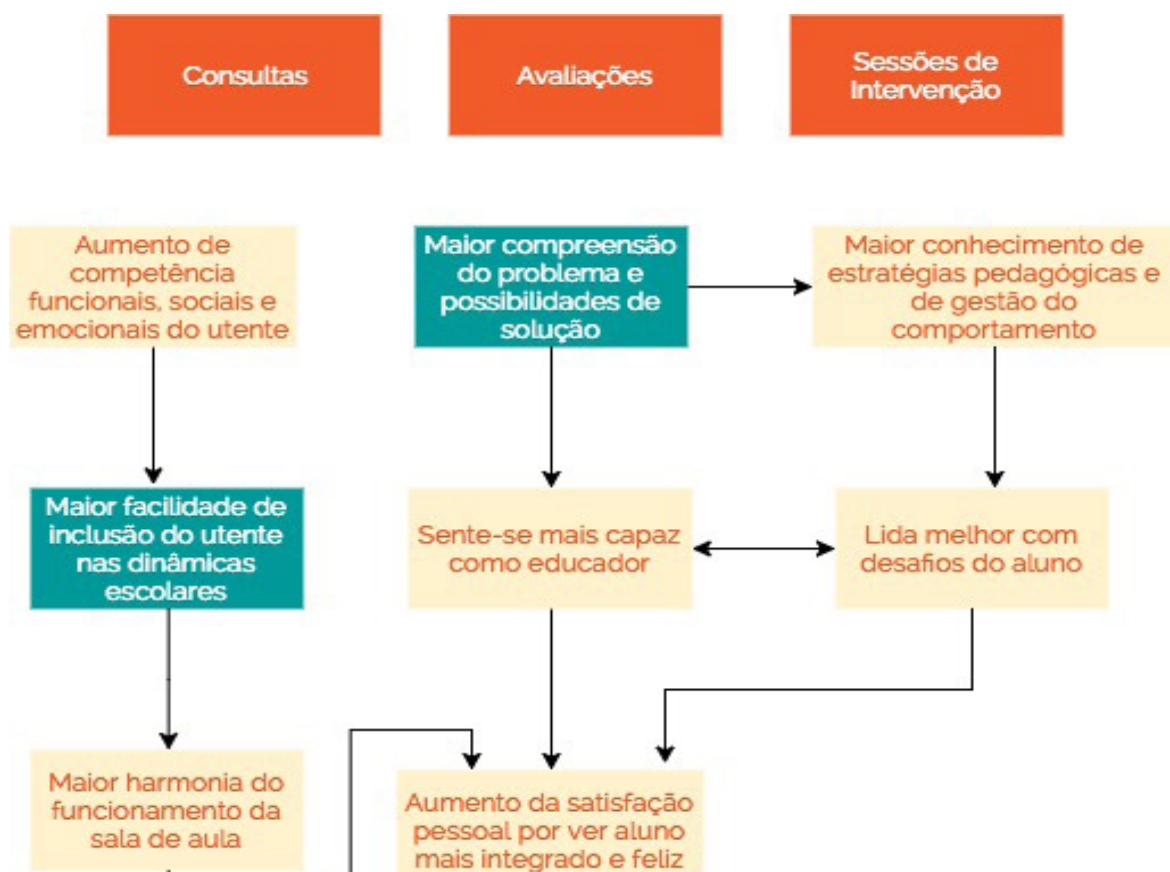 Consultas
Avaliações
Sessões de
Intervenção
Aumento de
competência
funcionais, sociais e
emocionais do utente
Maior compreensão
do problema e
possibilidades de
solução
Maior conhecimento de
estratégias pedagógicas e
de gestão do
comportamento
Maior facilidade de
inclusão do utente
nas dinâmicas
escolares
Sente-se mais capaz
como educador
Lida melhor com
desafios do aluno
Maior harmonia do
funcionamento da
sala de aula
Aumento da satisfação
pessoal por ver aluno
mais integrado e feliz